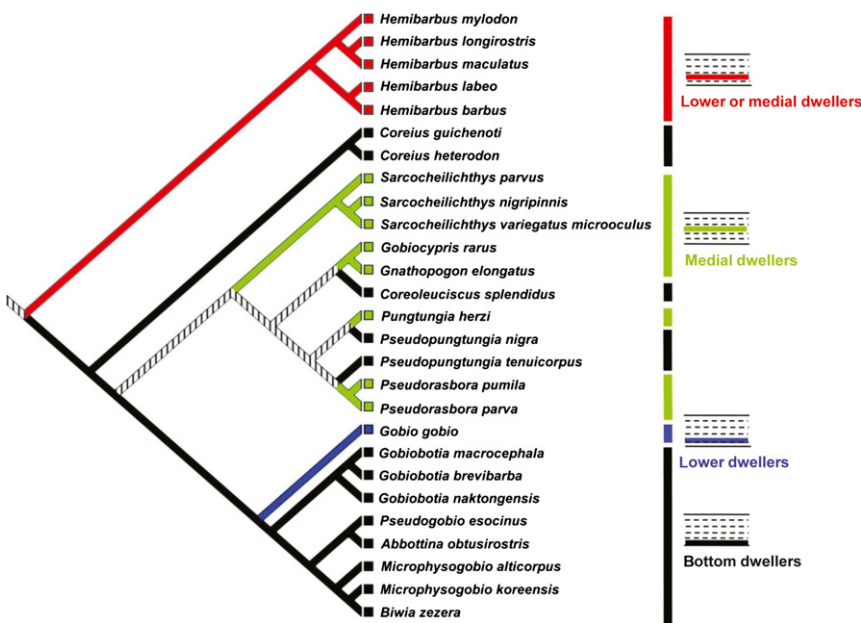 Hemibarbus mylodon
Hemibarbus longirostris
Hemibarbus maculatus
Hemibarbus labeo
Hemibarbus barbus
Coreius guichenoti
Coreius heterodon
Sarcocheilichthys parvus
Sarcocheilichthys nigripinnis
Sarcocheilichthys variegatus microoculus
Gobiocypris rarus
Gnathopogon elongatus
Coreoleuciscus splendidus
Pungtungia herzi
Pseudopungtungia nigra
Pseudopungtungia tenuicorpus
Pseudorasbora pumila
Pseudorasbora parva
Gobio gobio
Gobiobotia macrocephala
Gobiobotia brevibarba
Gobiobotia naktongensis
Pseudogobio esocinus
Abbottina obtusirostris
Microphysogobio alticorpus
Microphysogobio koreensis
Biwia zezera
Lower or medial dwellers
Medial dwellers
Lower dwellers
Bottom dwellers